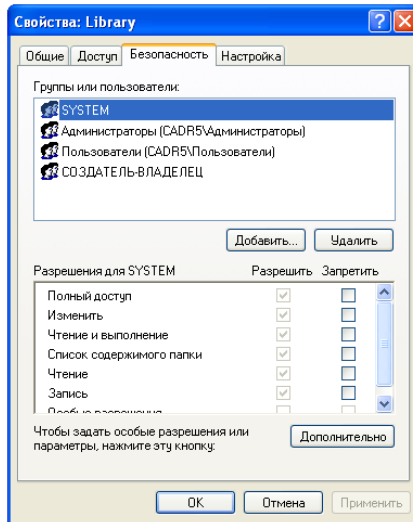 Свойства: Library
Общие Доступ Безопасность Настройка
Группы или пользователи:
SYSTEM
Администраторы (CADR5\Администраторы)
Пользователи (CADR5\Пользователи)
СОЗДАТЕЛЬ-ВЛАДЕЛЕЦ
Добавить... Удалить
Разрешения для SYSTEM Разрешить Запретить
Полный доступ
Изменить
Чтение и выполнение
Список содержимого папки
Чтение
Запись
Особые разрешения
Чтобы задать особые разрешения или
параметры, нажмите эту кнопку: Дополнительно
OK Отмена Применить